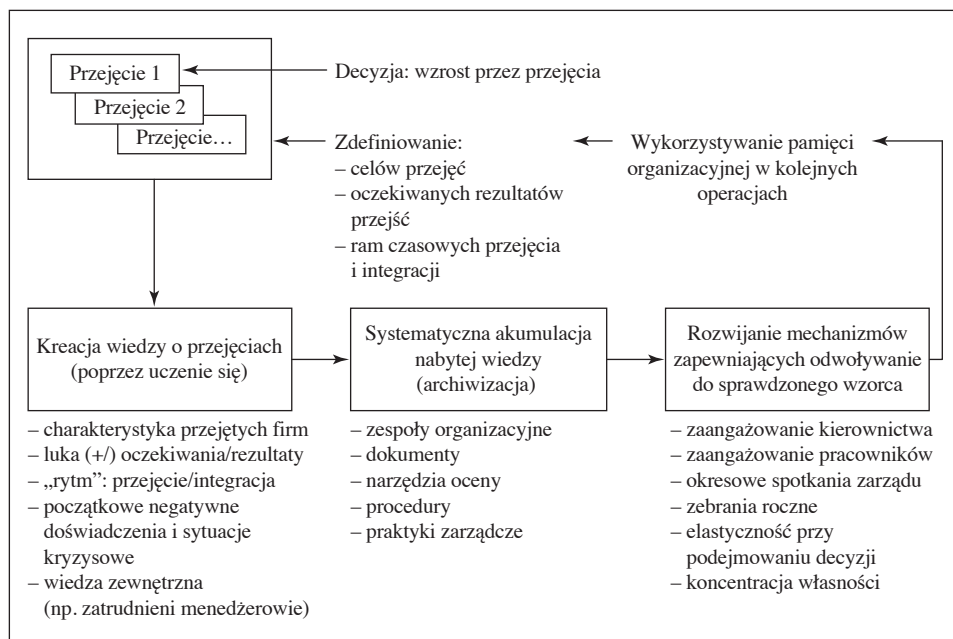 Przejęcie 1
Przejęcie 2
Przejęcie…
Decyzja: wzrost przez przejęcia
Zdefiniowanie:
– celów przejęć
– oczekiwanych rezultatów
przejść
– ram czasowych przejęcia
i integracji
Wykorzystywanie pamięci
organizacyjnej w kolejnych
operacjach
Kreacja wiedzy o przejęciach
(poprzez uczenie się)
– charakterystyka przejętych firm
– luka (+/) oczekiwania/rezultaty
– „rytm”: przejęcie/integracja
– początkowe negatywne
doświadczenia i sytuacje
kryzysowe
– wiedza zewnętrzna
(np. zatrudnieni menedżerowie)
Systematyczna akumulacja
nabytej wiedzy
(archiwizacja)
– zespoły organizacyjne
– dokumenty
– narzędzia oceny
– procedury
– praktyki zarządcze
Rozwijanie mechanizmów
zapewniających odwoływanie
do sprawdzonego wzorca
– zaangażowanie kierownictwa
– zaangażowanie pracowników
– okresowe spotkania zarządu
– zebrania roczne
– elastyczność przy
podejmowaniu decyzji
– koncentracja własności